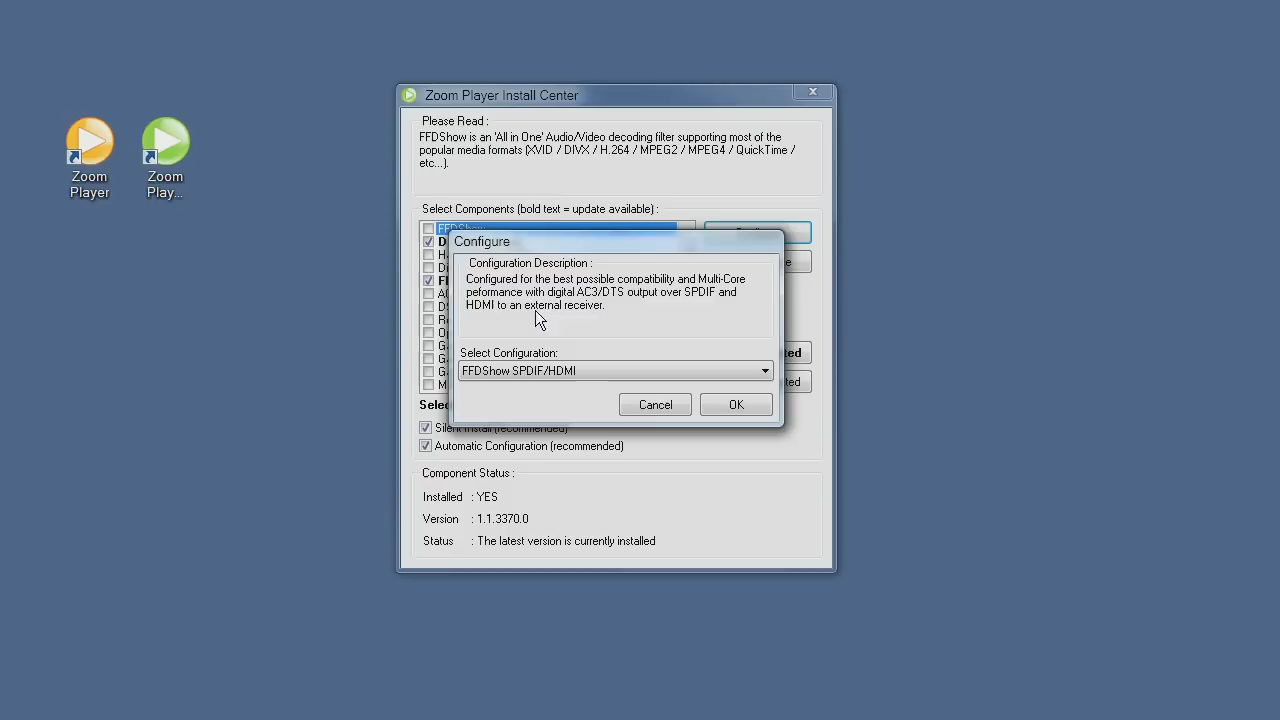 Zoom Player
Zoom Play...
Zoom Player Install Center
Please Read :
FFDShow is an 'All in One' Audio/Video decoding filter supporting most of the
popular media formats (XVID / DIVX / H.264 / MPEG2 / MPEG4 / QuickTime /
etc...).
Select Components (bold text = update available) :
FFDShow
Configure
Configuration Description :
Configured for the best possible compatibility and Multi-Core
peformance with digital AC3/DTS output over SPDIF and
HDMI to an external receiver.
Select Configuration:
FFDShow SPDIF/HDMI
Cancel
OK
Silent Install (recommended)
Automatic Configuration (recommended)
Component Status :
Installed : YES
Version : 1.1.3370.0
Status : The latest version is currently installed